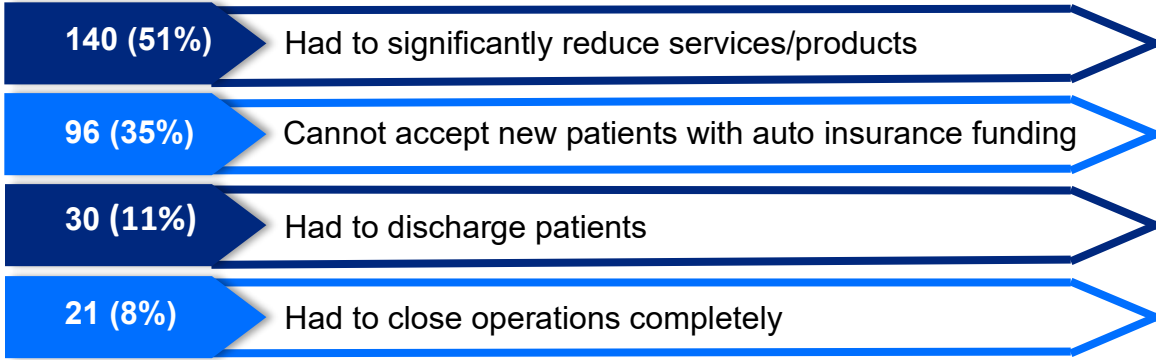 140 (51%) Had to significantly reduce services/products
96 (35%) Cannot accept new patients with auto insurance funding
30 (11%) Had to discharge patients
21 (8%) Had to close operations completely